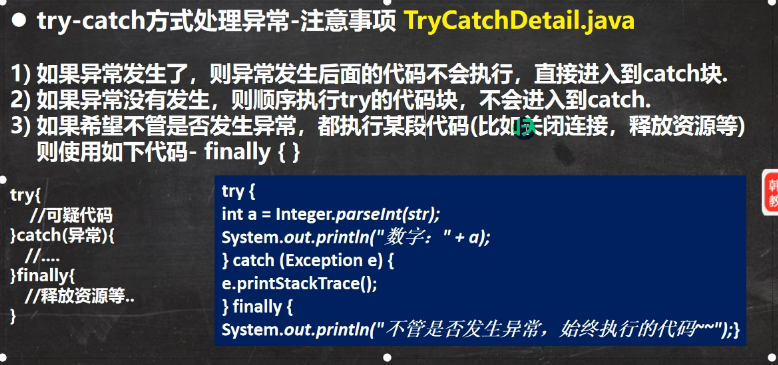 ● try-catch方式处理异常-注意事项 TryCatchDetail.java
1) 如果异常发生了，则异常发生后面的代码不会执行，直接进入到catch块.
2) 如果异常没有发生，则顺序执行try的代码块，不会进入到catch.
3) 如果希望不管是否发生异常，都执行某段代码(比如关闭连接，释放资源等)
则使用如下代码- finally { }
try{
//可疑代码
}catch(异常){
//....
}finally{
//释放资源等..
}
try {
int a = Integer.parseInt(str);
System.out.println("数字：" + a);
} catch (Exception e) {
e.printStackTrace();
} finally {
System.out.println("不管是否发生异常，始终执行的代码~~");}
韩
教